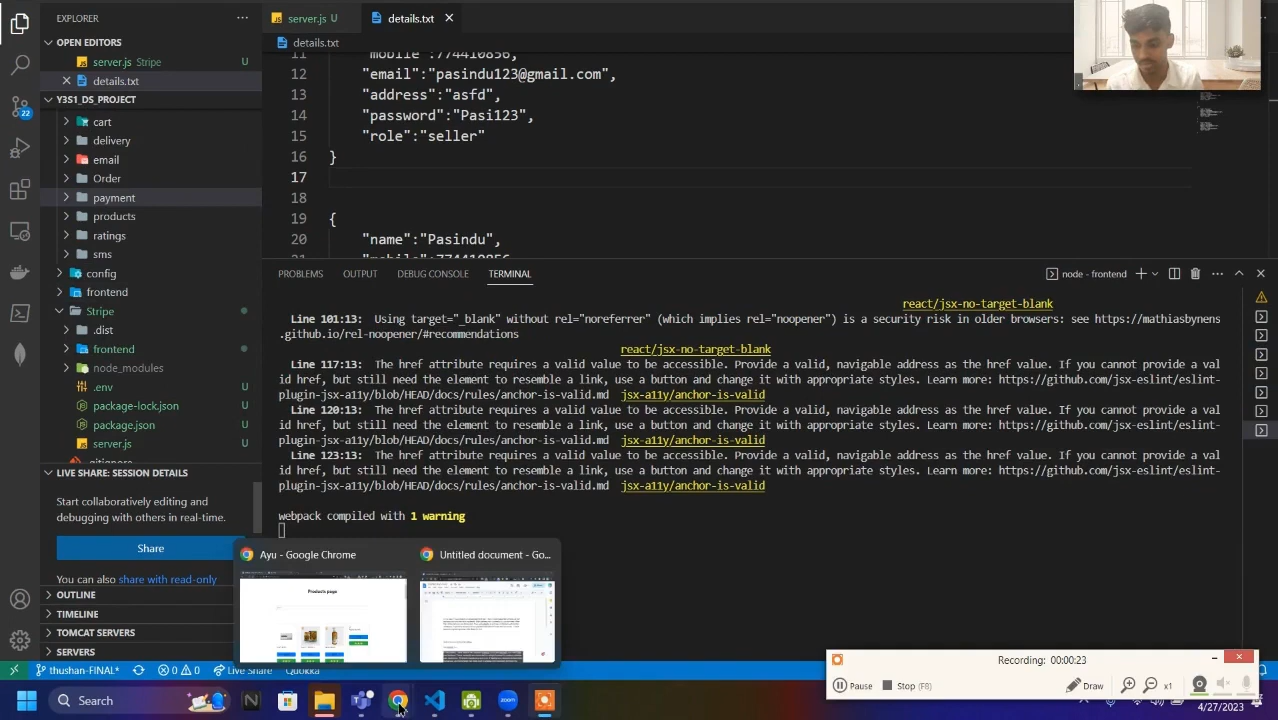 EXPLORER
OPEN EDITORS
server.js Stripe U
details.txt
Y3S1_DS_PROJECT
cart
delivery
email
Order
payment
products
ratings
sms
config
frontend
Stripe
.dist
frontend
node_modules
.env U
package-lock.json U
package.json U
server.js U
.gitignore
LIVE SHARE: SESSION DETAILS
Start collaboratively editing and
debugging with others in real-time.
Share
You can also share with read-only
OUTLINE
TIMELINE
TOMCAT SERVERS
SERVERS
22
server.js U
details.txt
details.txt
11 "mobile":774410856,
12 "email":"pasindu123@gmail.com",
13 "address":"asfd",
14 "password":"Pasi123",
15 "role":"seller"
16 }
17
18
19 {
20 "name":"Pasindu",
"mobile":774410856
PROBLEMS OUTPUT DEBUG CONSOLE TERMINAL
node - frontend
react/jsx-no-target-blank
Line 101:13: Using target="_blank" without rel="noreferrer" (which implies rel="noopener") is a security risk in older browsers: see https://mathiasbynens
.github.io/rel-noopener/#recommendations
react/jsx-no-target-blank
Line 117:13: The href attribute requires a valid value to be accessible. Provide a valid, navigable address as the href value. If you cannot provide a val
id href, but still need the element to resemble a link, use a button and change it with appropriate styles. Learn more: https://github.com/jsx-eslint/eslint-
plugin-jsx-a11y/blob/HEAD/docs/rules/anchor-is-valid.md jsx-a11y/anchor-is-valid
Line 120:13: The href attribute requires a valid value to be accessible. Provide a valid, navigable address as the href value. If you cannot provide a val
id href, but still need the element to resemble a link, use a button and change it with appropriate styles. Learn more: https://github.com/jsx-eslint/eslint-
plugin-jsx-a11y/blob/HEAD/docs/rules/anchor-is-valid.md jsx-a11y/anchor-is-valid
Line 123:13: The href attribute requires a valid value to be accessible. Provide a valid, navigable address as the href value. If you cannot provide a val
id href, but still need the element to resemble a link, use a button and change it with appropriate styles. Learn more: https://github.com/jsx-eslint/eslint-
plugin-jsx-a11y/blob/HEAD/docs/rules/anchor-is-valid.md jsx-a11y/anchor-is-valid
webpack compiled with 1 warning
Ayu - Google Chrome
Untitled document - Go...
Products page
Recording: 00:00:23
Pause Stop (F8) Draw x1
thushan-FINAL* 0 0 Live Share Quokka
Search
zoom
4/27/2023